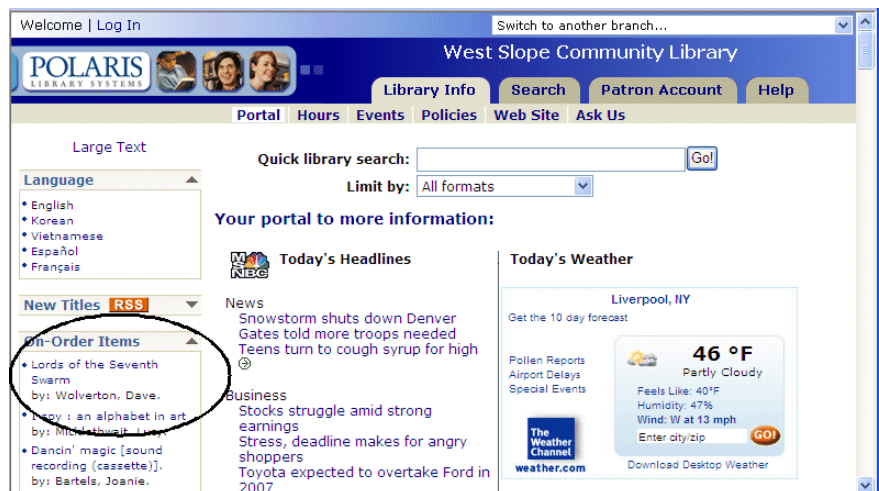 Welcome | Log In
Switch to another branch...
POLARIS
LIBRARY SYSTEMS
West Slope Community Library
Library Info
Search
Patron Account
Help
Portal Hours Events Policies Web Site Ask Us
Large Text
Quick library search:
Go!
Limit by: All formats
Language
• English
• Korean
• Vietnamese
• Español
• Français
New Titles RSS
On-Order Items
• Lords of the Seventh
Swarm
by: Wolverton, Dave.
• I spy : an alphabet in art
by: Micklethwait, Lucy.
• Dancin' magic [sound
recording (cassette)].
by: Bartels, Joanie.
Your portal to more information:
MSNBC
Today's Headlines
News
Snowstorm shuts down Denver
Gates told more troops needed
Teens turn to cough syrup for high
Business
Stocks struggle amid strong
earnings
Stress, deadline makes for angry
shoppers
Toyota expected to overtake Ford in
2007
Today's Weather
Liverpool, NY
Get the 10 day forecast
Pollen Reports
Airport Delays
Special Events
The
Weather
Channel
weather.com
46 °F
Partly Cloudy
Feels Like: 40°F
Humidity: 47%
Wind: W at 13 mph
Enter city/zip
GO!
Download Desktop Weather